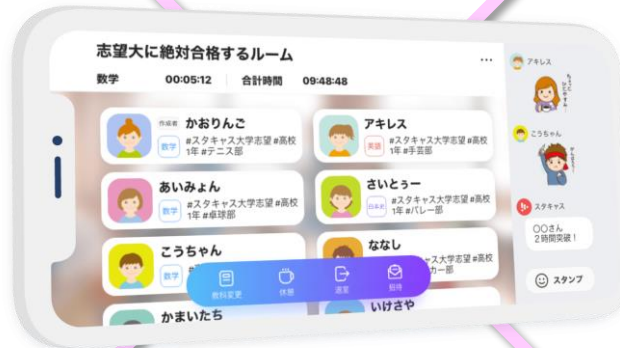 志望大に絶対合格するルーム
数学 00:05:12 合計時間 09:48:48
作成者 かおりんご
数学 #スタキャス大学志望 #高校
1年 #テニス部
アキレス
英語 #スタキャス大学志望 #高校
1年 #手芸部
あいみょん
数学 #スタキャス大学志望 #高校
1年 #卓球部
さいとぅー
日本史 #スタキャス大学志望 #高校
1年 #バレー部
こうちゃん
数学
ななし
キャス大学志望 #高校
カー部
教科変更
休憩
退室
招待
かまいたち
いけさや
アキレス
こうちゃん
スタキャス
〇〇さん
2時間突破!
スタンプ